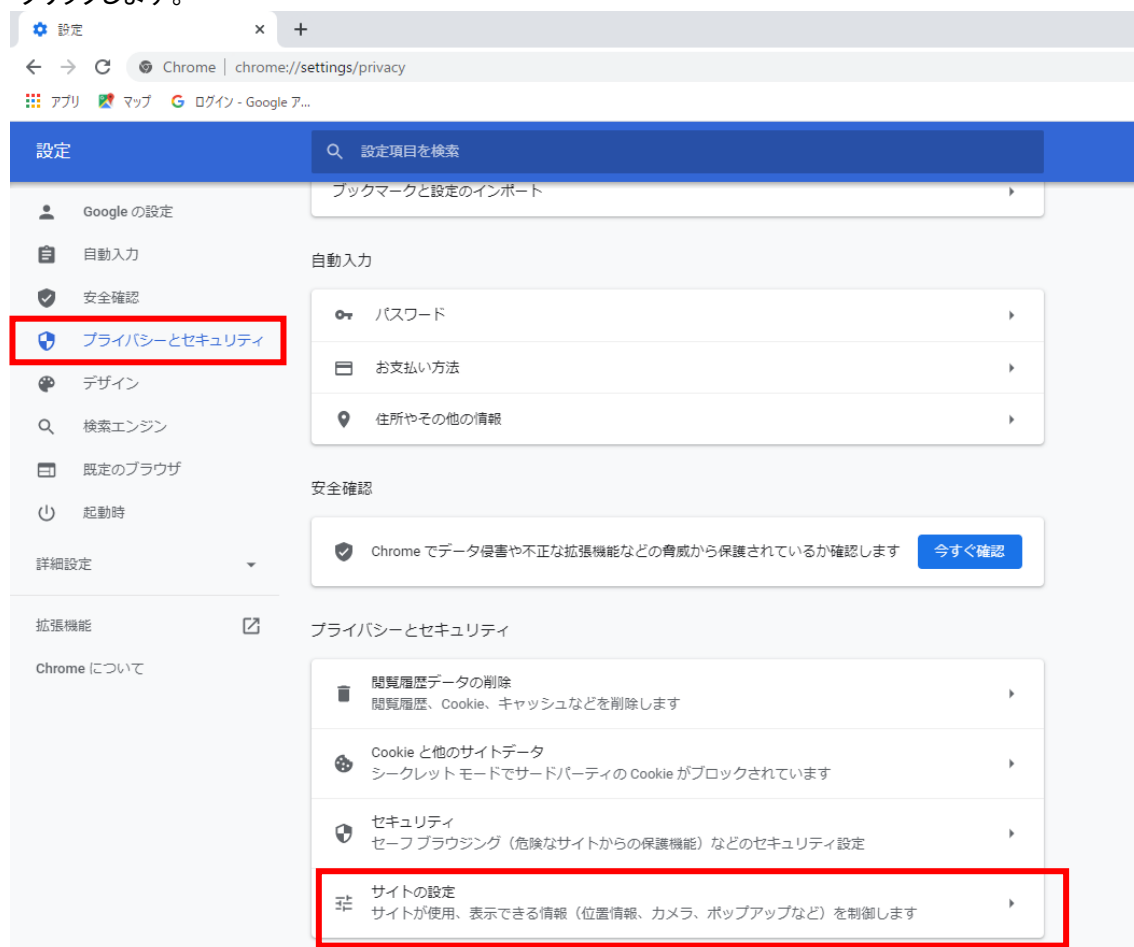 クリックします。
設定
Chrome | chrome://settings/privacy
アプリ マップ ログイン - Google ア...
設定
設定項目を検索
Google の設定
自動入力
安全確認
プライバシーとセキュリティ
デザイン
検索エンジン
既定のブラウザ
起動時
詳細設定
拡張機能
Chrome について
ブックマークと設定のインポート
自動入力
パスワード
お支払い方法
住所やその他の情報
安全確認
Chrome でデータ侵害や不正な拡張機能などの脅威から保護されているか確認します
今すぐ確認
プライバシーとセキュリティ
閲覧履歴データの削除
閲覧履歴、Cookie、キャッシュなどを削除します
Cookie と他のサイトデータ
シークレット モードでサードパーティの Cookie がブロックされています
セキュリティ
セーフ ブラウジング（危険なサイトからの保護機能）などのセキュリティ設定
サイトの設定
サイトが使用、表示できる情報（位置情報、カメラ、ポップアップなど）を制御します